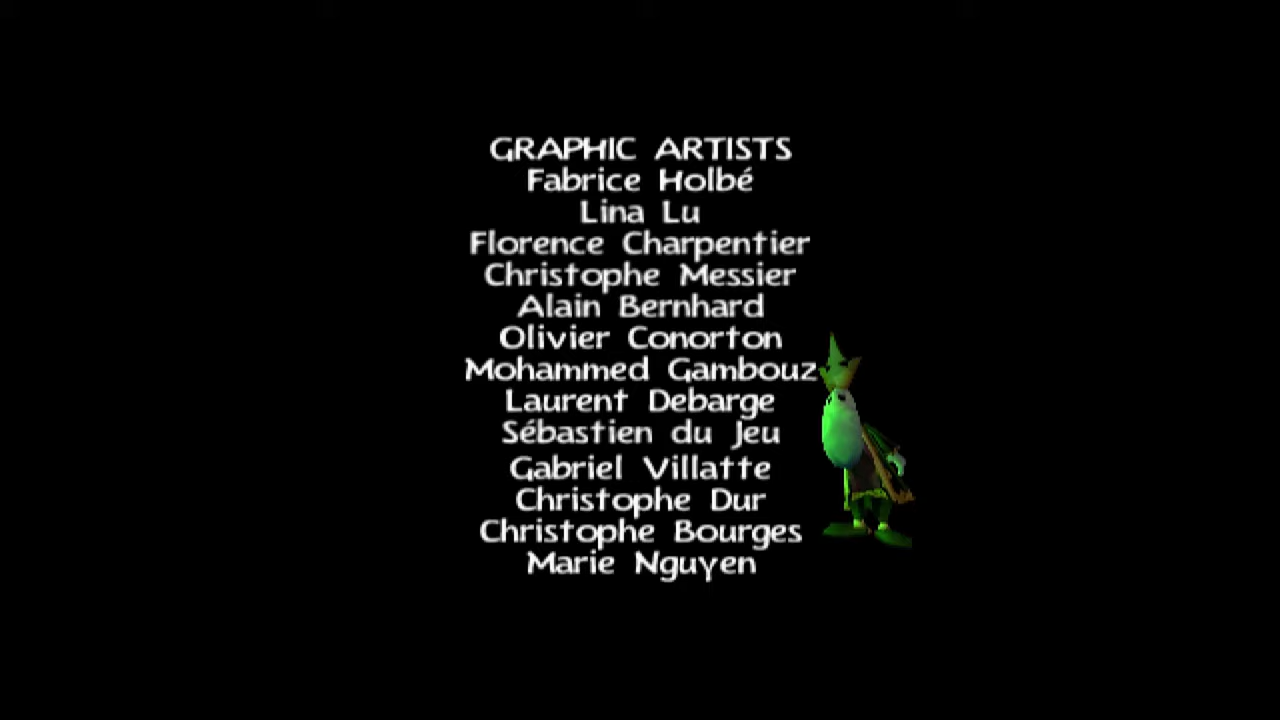 GRAPHIC ARTISTS
Fabrice Holbé
Lina Lu
Florence Charpentier
Christophe Messier
Alain Bernhard
Olivier Conorton
Mohammed Gambouz
Laurent Debarge
Sébastien du Jeu
Gabriel Villatte
Christophe Dur
Christophe Bourges
Marie Nguyen